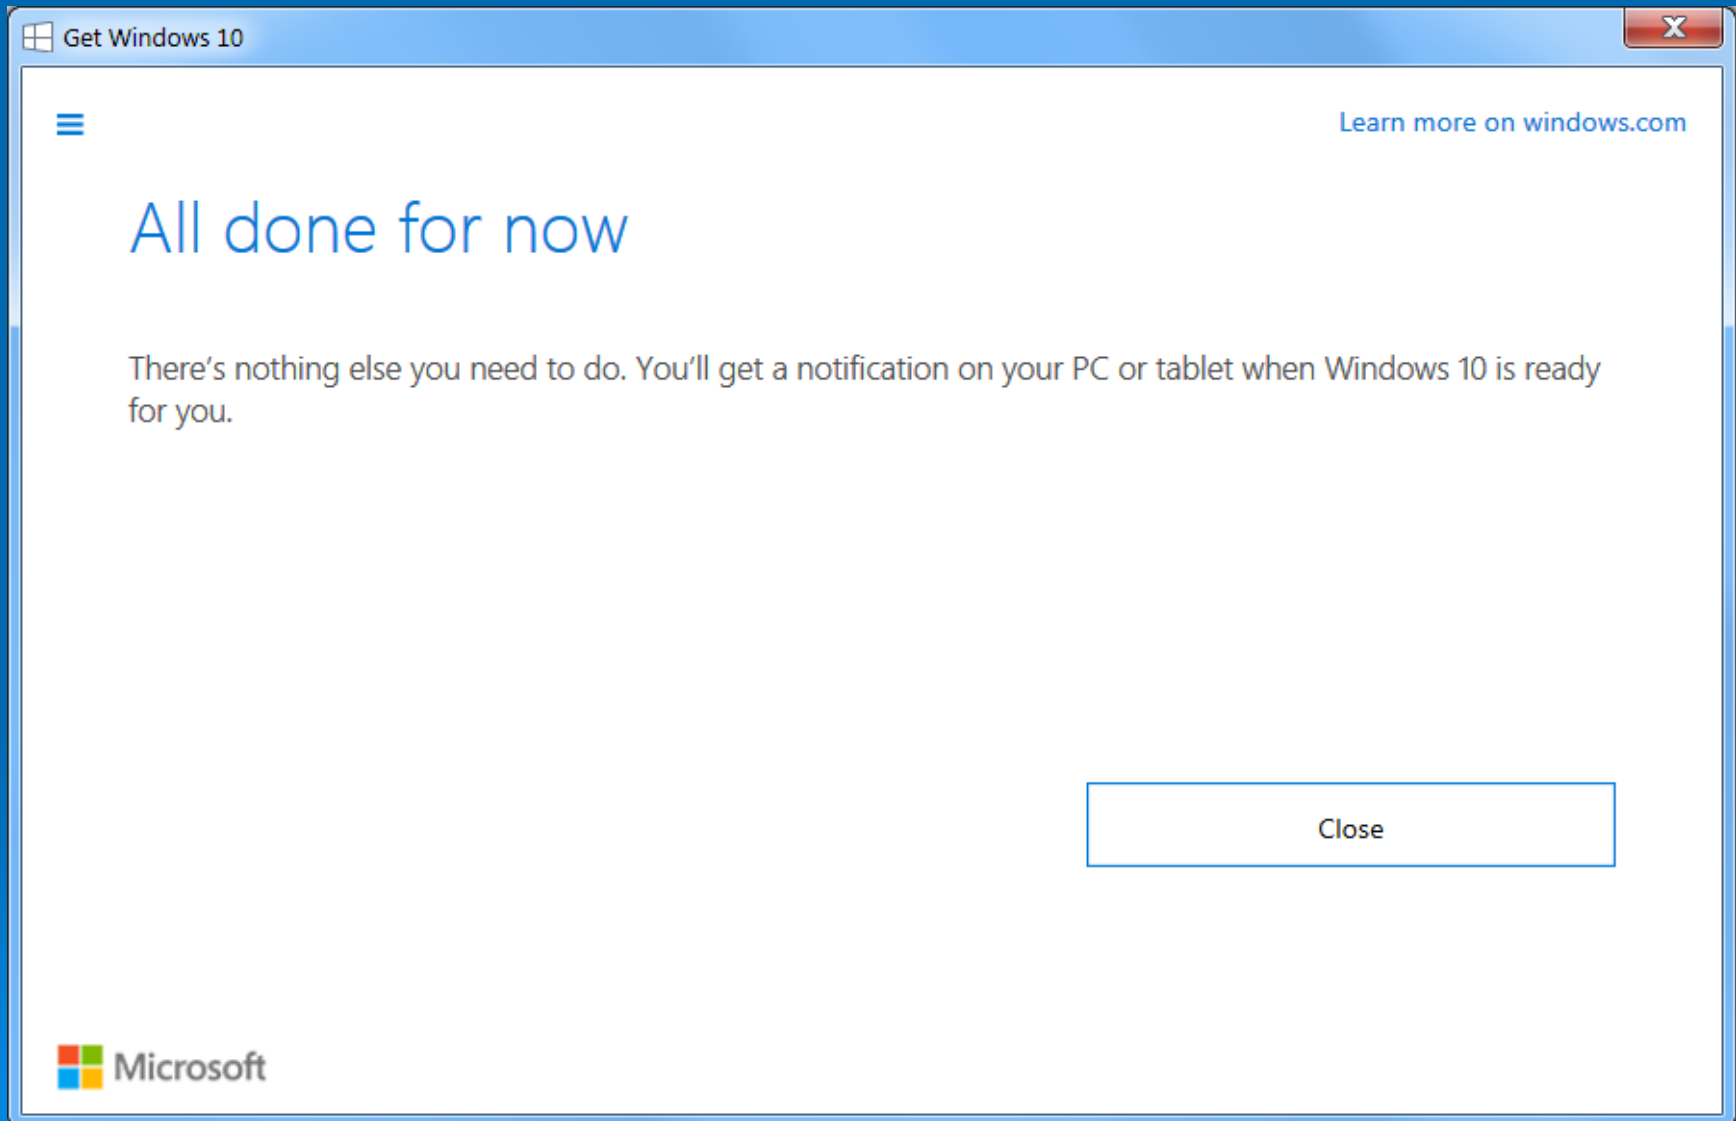 Get Windows 10
Learn more on windows.com
All done for now
There's nothing else you need to do. You'll get a notification on your PC or tablet when Windows 10 is ready
for you.
Close
Microsoft